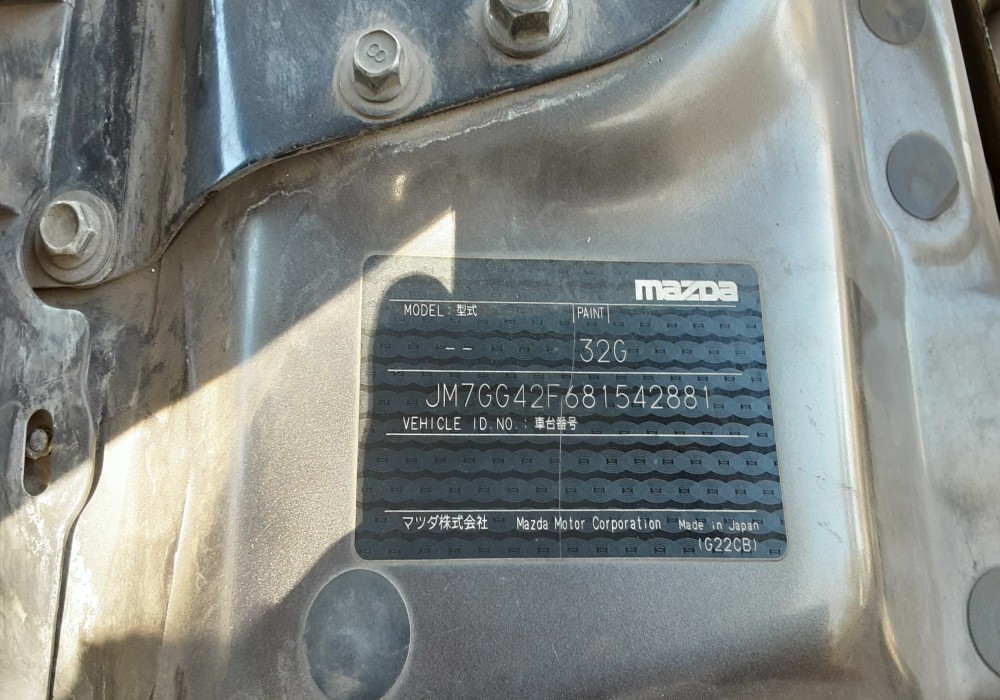 8
mazda
MODEL:型式 PAINT
-- 32G
JM7GG42F681542881
VEHICLE ID.NO.:車台番号
マツダ株式会社 Mazda Motor Corporation Made in Japan
(G22CB)